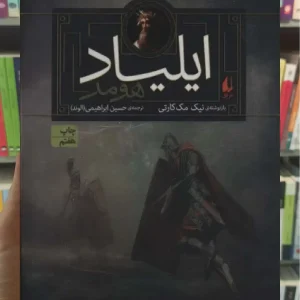 ایلیاد
هومر
بازنوشته‌ی نیک مک‌کارتی
ترجمه‌ی حسین ابراهیمی (الوند)
چاپ
هفتم